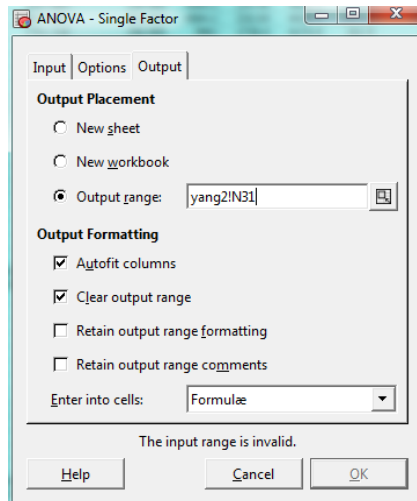 ANOVA - Single Factor
Input Options Output
Output Placement
New sheet
New workbook
Output range: yang2!N31
Output Formatting
Autofit columns
Clear output range
Retain output range formatting
Retain output range comments
Enter into cells: Formulæ
The input range is invalid.
Help Cancel OK